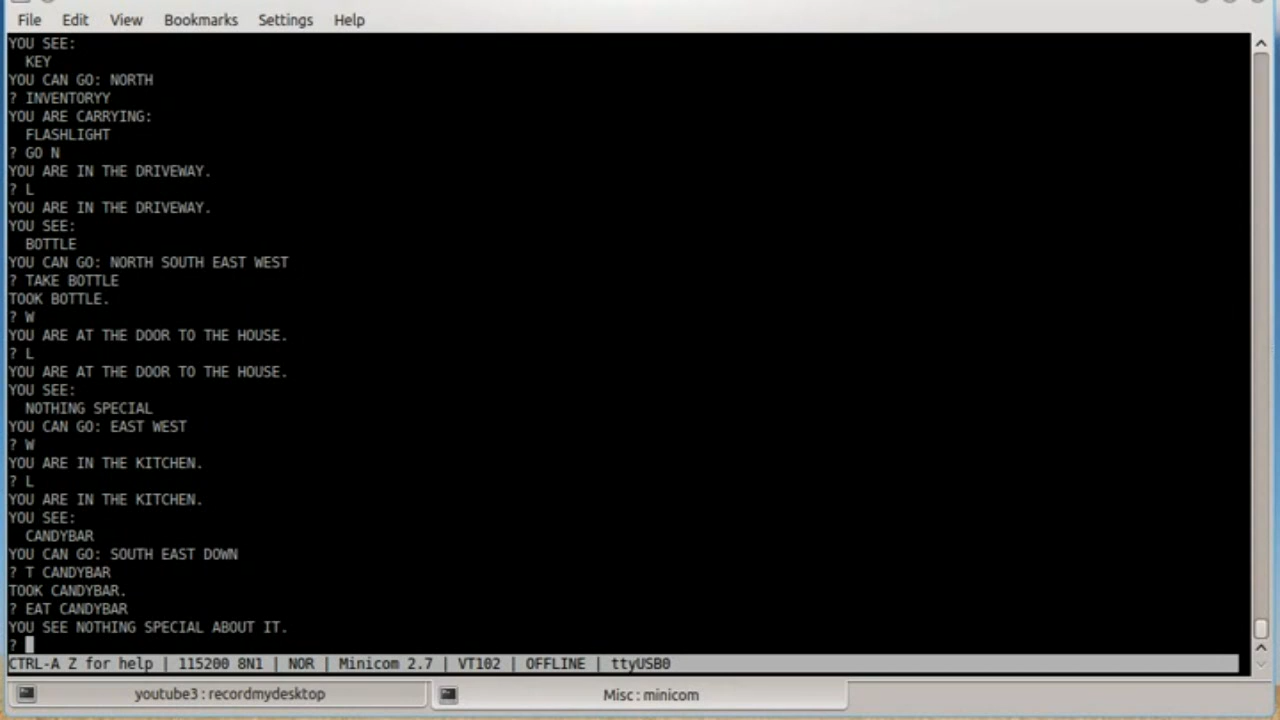 File Edit View Bookmarks Settings Help
YOU SEE:
KEY
YOU CAN GO: NORTH
? INVENTORYY
YOU ARE CARRYING:
FLASHLIGHT
? GO N
YOU ARE IN THE DRIVEWAY.
? L
YOU ARE IN THE DRIVEWAY.
YOU SEE:
BOTTLE
YOU CAN GO: NORTH SOUTH EAST WEST
? TAKE BOTTLE
TOOK BOTTLE.
? W
YOU ARE AT THE DOOR TO THE HOUSE.
? L
YOU ARE AT THE DOOR TO THE HOUSE.
YOU SEE:
NOTHING SPECIAL
YOU CAN GO: EAST WEST
? W
YOU ARE IN THE KITCHEN.
? L
YOU ARE IN THE KITCHEN.
YOU SEE:
CANDYBAR
YOU CAN GO: SOUTH EAST DOWN
? T CANDYBAR
TOOK CANDYBAR.
? EAT CANDYBAR
YOU SEE NOTHING SPECIAL ABOUT IT.
?
CTRL-A Z for help | 115200 8N1 | NOR | Minicom 2.7 | VT102 | OFFLINE | ttyUSB0
youtube3 : recordmydesktop Misc : minicom